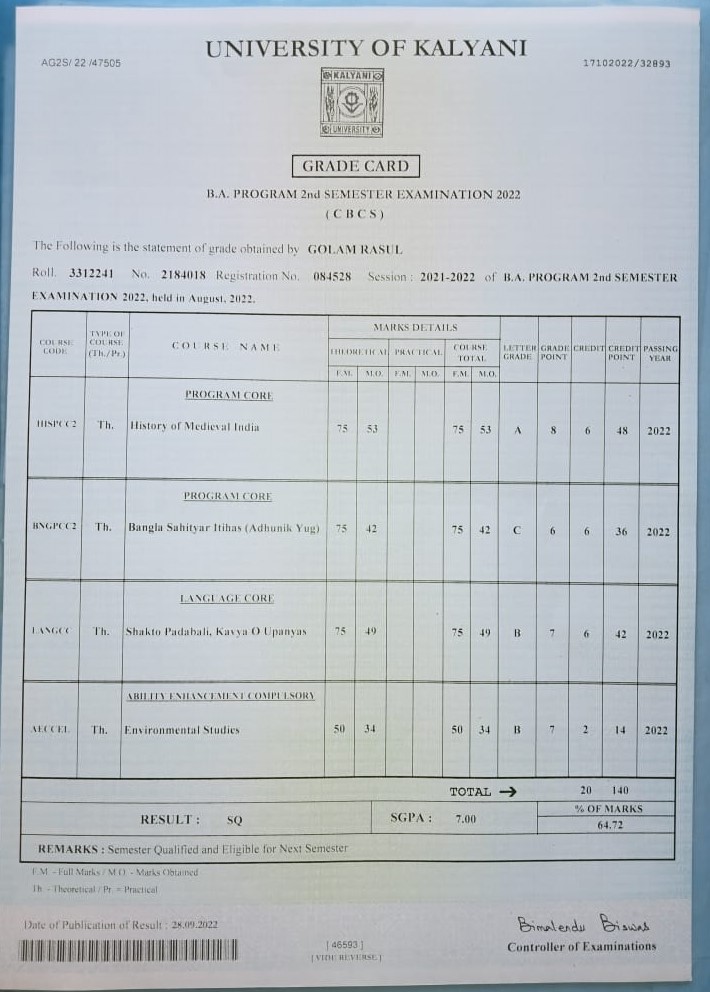 AG2S/ 22 /47505
UNIVERSITY OF KALYANI
17102022/32893
KALYANI
UNIVERSITY
GRADE CARD
B.A. PROGRAM 2nd SEMESTER EXAMINATION 2022
( C B C S )
The Following is the statement of grade obtained by GOLAM RASUL
Roll. 3312241 No. 2184018 Registration No. 084528 Session : 2021-2022 of B.A. PROGRAM 2nd SEMESTER
EXAMINATION 2022, held in August, 2022.
COURSE CODE TYPE OF COURSE (Th./Pr.) COURSE NAME MARKS DETAILS LETTER GRADE GRADE POINT CREDIT CREDIT POINT PASSING YEAR
THEORETICAL PRACTICAL COURSE TOTAL
F.M. M.O. F.M. M.O. F.M. M.O.
PROGRAM CORE
HISPCC2 Th. History of Medieval India 75 53 75 53 A 8 6 48 2022
PROGRAM CORE
BNGPCC2 Th. Bangla Sahityar Itihas (Adhunik Yug) 75 42 75 42 C 6 6 36 2022
LANGUAGE CORE
LANGCC Th. Shakto Padabali, Kavya O Upanyas 75 49 75 49 B 7 6 42 2022
ABILITY ENHANCEMENT COMPULSORY
Th. Environmental Studies 50 34 50 34 B 7 2 14 2022
TOTAL → 20 140
RESULT : SQ SGPA : 7.00 % OF MARKS
64.72
REMARKS : Semester Qualified and Eligible for Next Semester
F.M. - Full Marks / M.O. - Marks Obtained
Th. - Theoretical / Pr. = Practical
Date of Publication of Result : 28.09.2022
Bimalendu Biswas
[ 46593 ]
Controller of Examinations
[ VIDE REVERSE ]